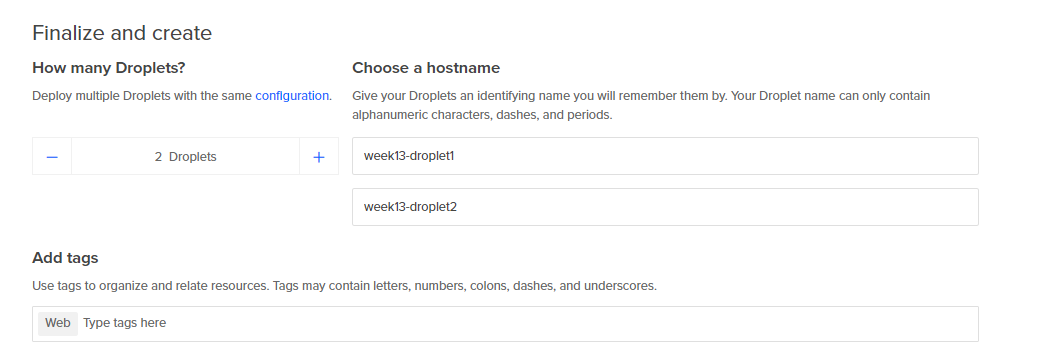 Finalize and create
How many Droplets?
Deploy multiple Droplets with the same configuration.
2 Droplets
Choose a hostname
Give your Droplets an identifying name you will remember them by. Your Droplet name can only contain
alphanumeric characters, dashes, and periods.
week13-droplet1
week13-droplet2
Add tags
Use tags to organize and relate resources. Tags may contain letters, numbers, colons, dashes, and underscores.
Web Type tags here